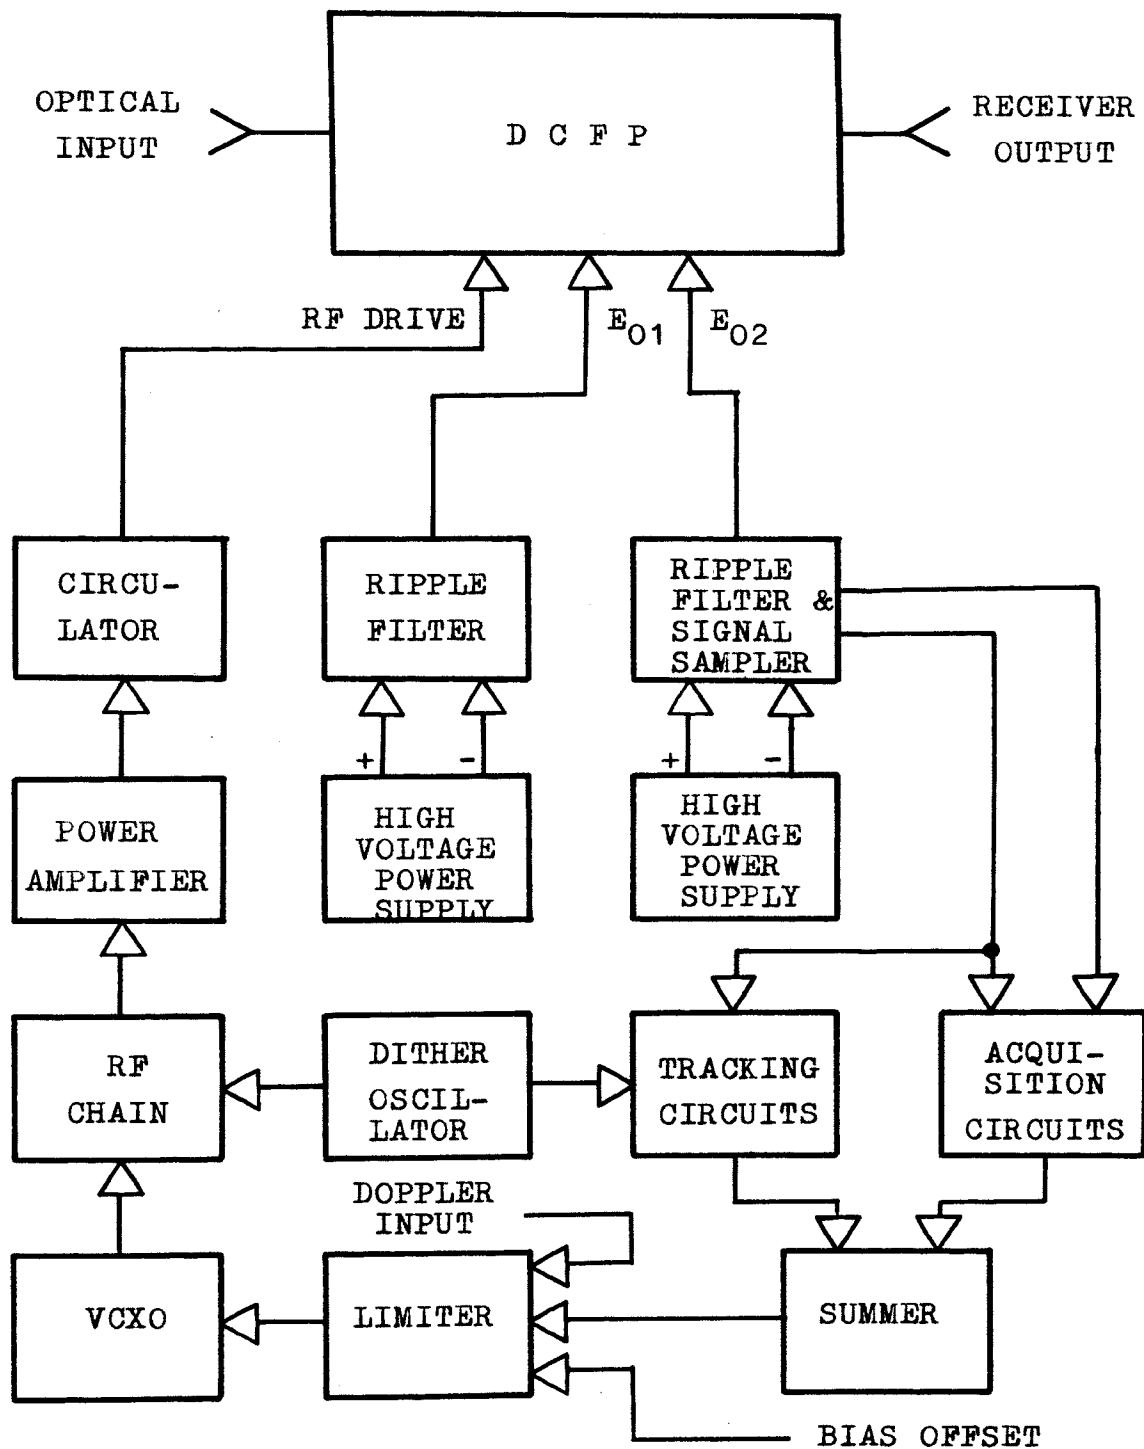 OPTICAL
INPUT
D C F P
RECEIVER
OUTPUT
RF DRIVE
E01
E02
CIRCU-
LATOR
RIPPLE
FILTER
RIPPLE
FILTER &
SIGNAL
SAMPLER
+
-
+
-
POWER
AMPLIFIER
HIGH
VOLTAGE
POWER
SUPPLY
HIGH
VOLTAGE
POWER
SUPPLY
RF
CHAIN
DITHER
OSCIL-
LATOR
TRACKING
CIRCUITS
ACQUI-
SITION
CIRCUITS
DOPPLER
INPUT
VCXO
LIMITER
SUMMER
BIAS OFFSET